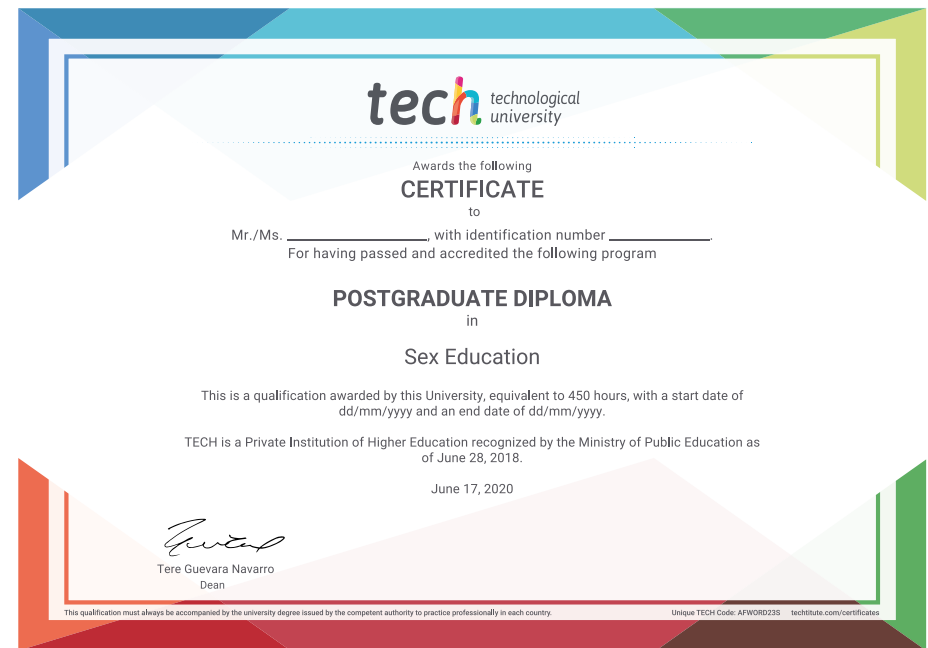 tech technological
university
Awards the following
CERTIFICATE
to
Mr./Ms. ____________, with identification number ____________.
For having passed and accredited the following program
POSTGRADUATE DIPLOMA
in
Sex Education
This is a qualification awarded by this University, equivalent to 450 hours, with a start date of
dd/mm/yyyy and an end date of dd/mm/yyyy.
TECH is a Private Institution of Higher Education recognized by the Ministry of Public Education as
of June 28, 2018.
June 17, 2020
Tere Guevara Navarro
Dean
This qualification must always be accompanied by the university degree issued by the competent authority to practice professionally in each country. Unique TECH Code: AFWORD23S techtitute.com/certificates